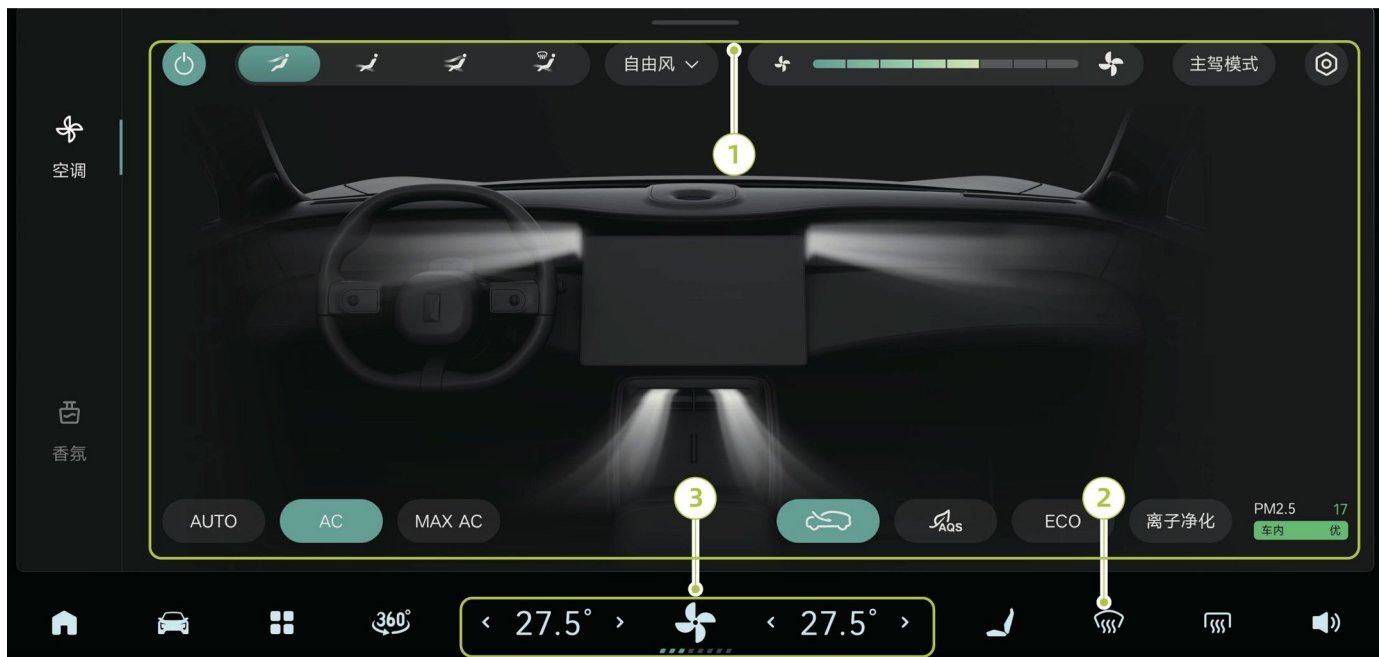 自由风
主驾模式
1
空调
香氛
AUTO
AC
MAX AC
3
AQS
ECO
2
离子净化
PM2.5 17
车内 优
360°
27.5°
27.5°